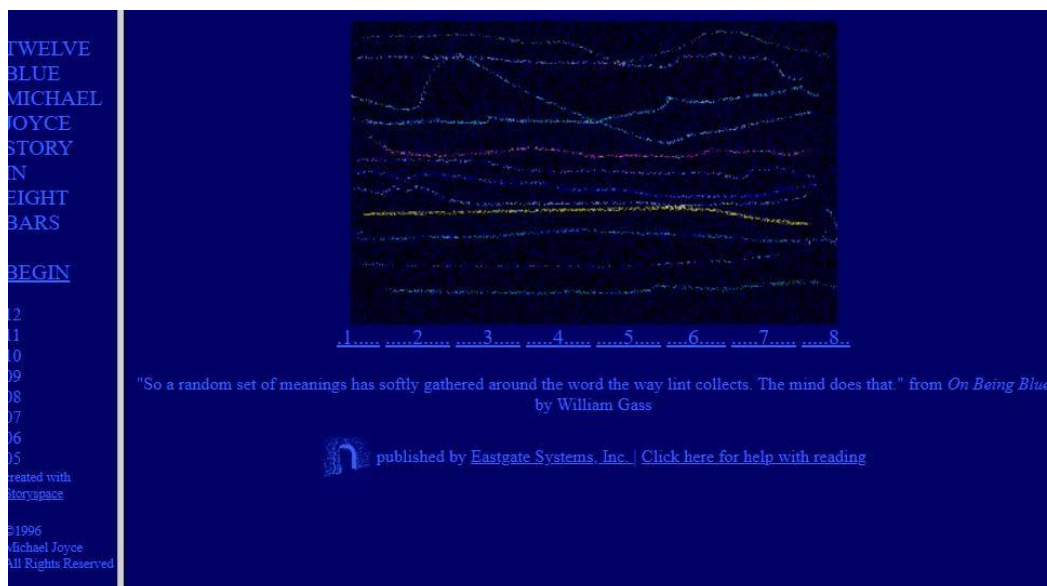 TWELVE
BLUE
MICHAEL
JOYCE
STORY
IN
EIGHT
BARS
BEGIN
12
11
10
09
08
07
06
05
created with
Storyspace
©1996
Michael Joyce
All Rights Reserved
.1..... .....2..... .....3..... .....4..... .....5..... ....6..... .....7..... .....8..
"So a random set of meanings has softly gathered around the word the way lint collects. The mind does that." from On Being Blue
by William Gass
published by Eastgate Systems, Inc. | Click here for help with reading